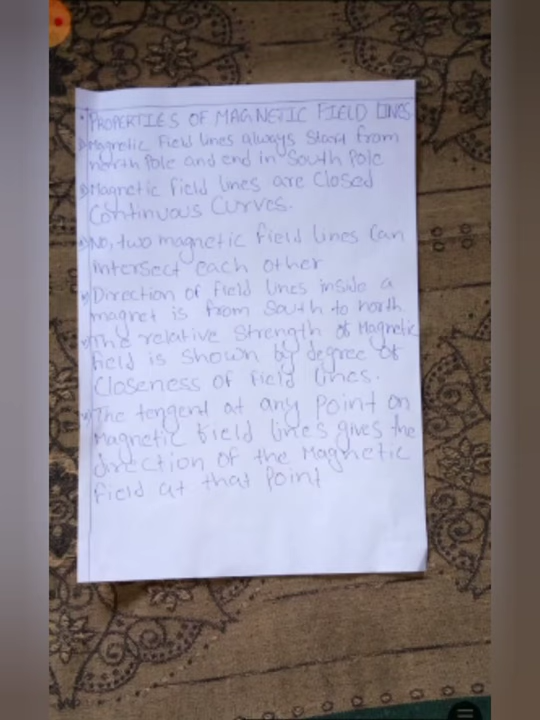 • PROPERTIES OF MAGNETIC FIELD LINES
Magnetic Field lines always start from
north Pole and end in South Pole
Magnetic field lines are Closed
Continuous Curves.
No, two magnetic field lines Can
intersect each other
Direction of field lines inside a
magnet is from South to north
The relative Strength of Magnetic
field is shown by degree of
Closeness of field lines.
The tengent at any Point on
Magnetic field lines gives the
direction of the Magnetic
field at that Point